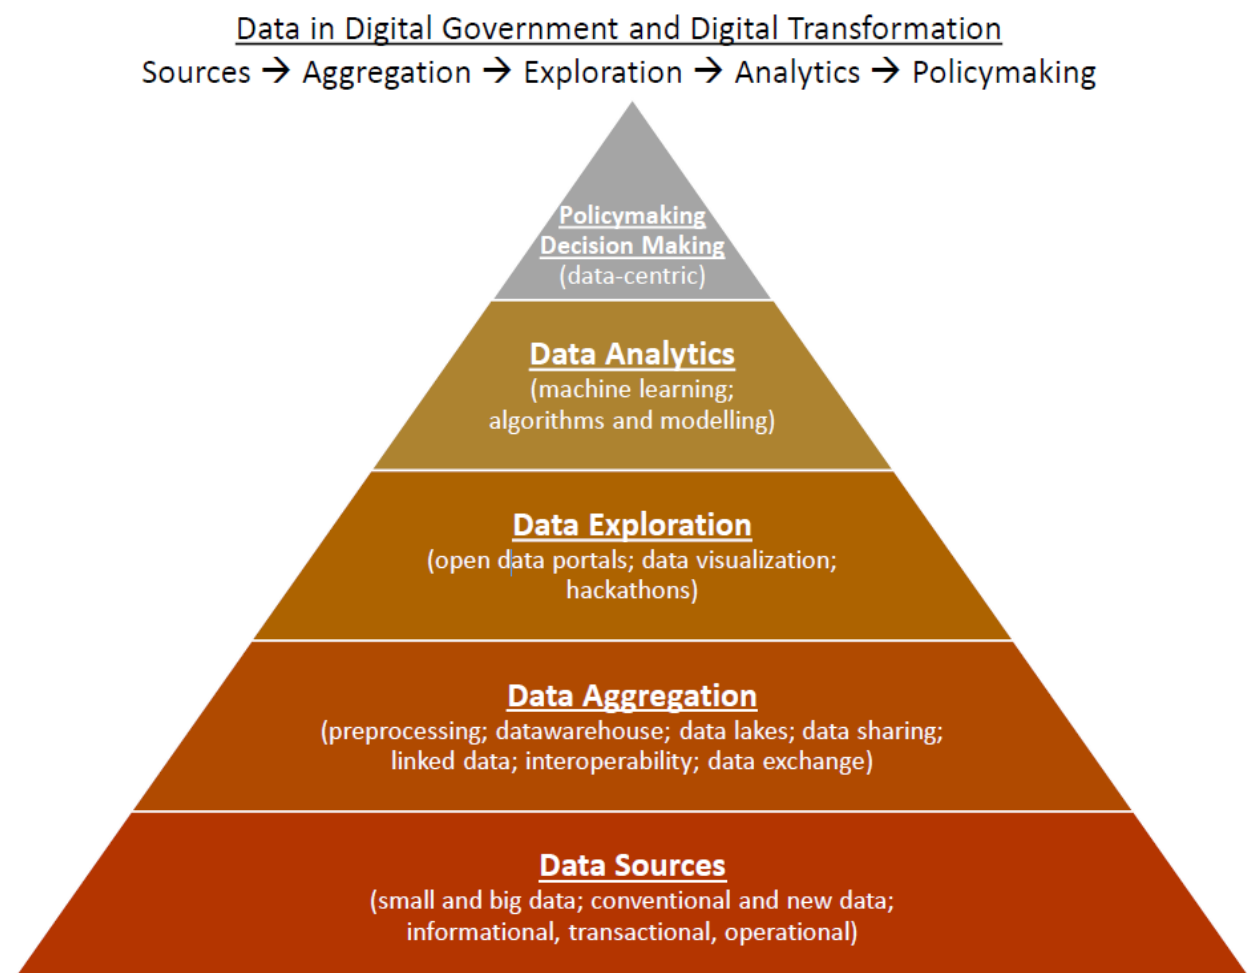 Data in Digital Government and Digital Transformation
Sources → Aggregation → Exploration → Analytics → Policymaking
Policymaking
Decision Making
(data-centric)
Data Analytics
(machine learning;
algorithms and modelling)
Data Exploration
(open data portals; data visualization;
hackathons)
Data Aggregation
(preprocessing; datawarehouse; data lakes; data sharing;
linked data; interoperability; data exchange)
Data Sources
(small and big data; conventional and new data;
informational, transactional, operational)